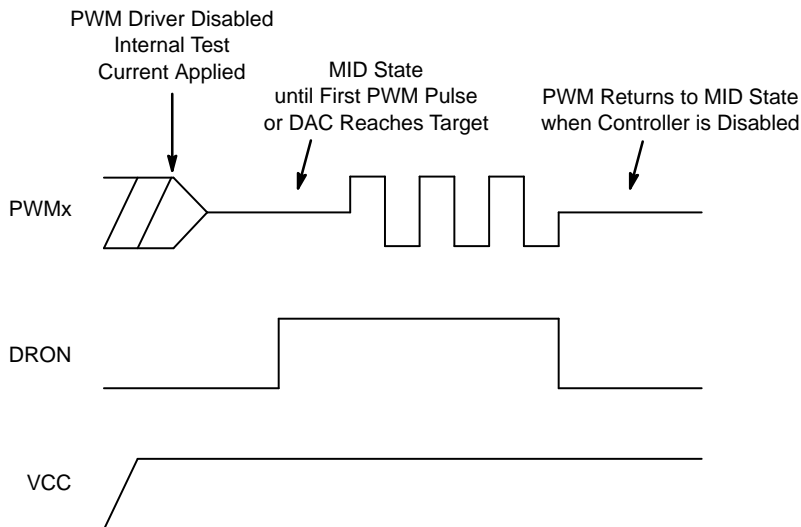 PWM Driver Disabled
Internal Test
Current Applied
MID State
until First PWM Pulse
or DAC Reaches Target
PWM Returns to MID State
when Controller is Disabled
PWMx
DRON
VCC